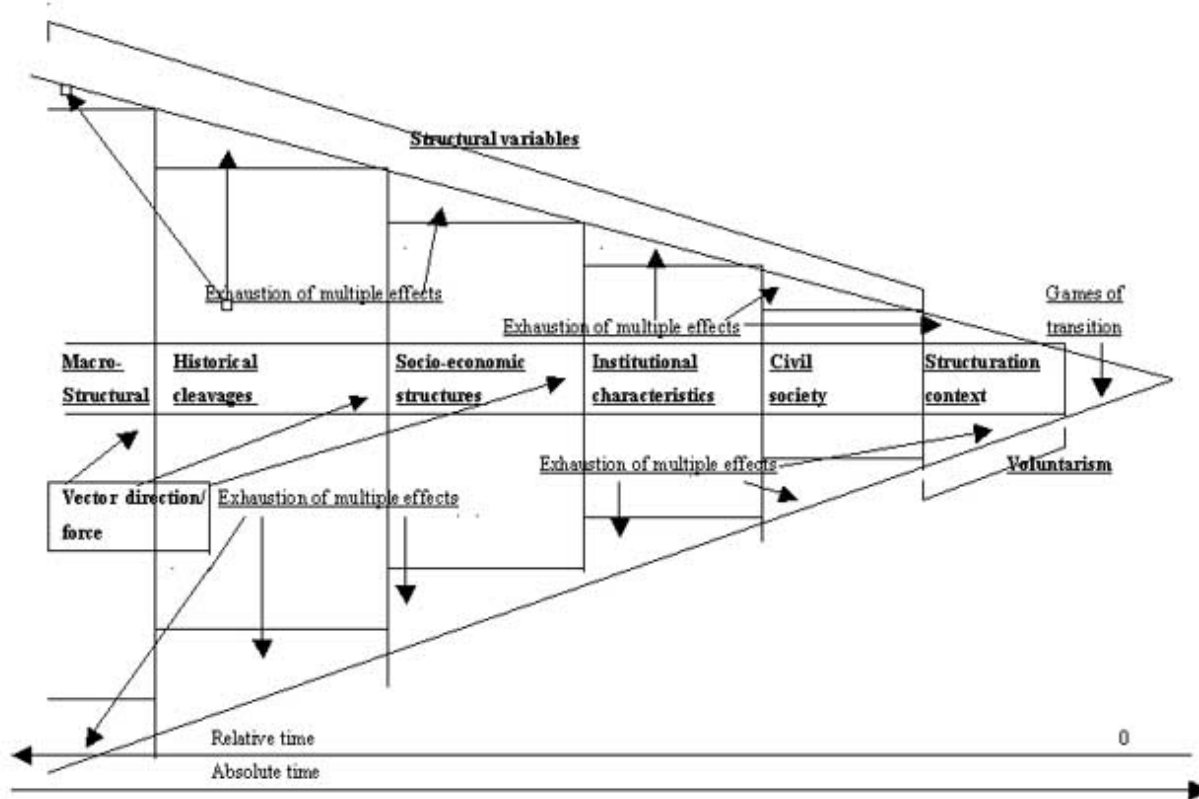 Structural variables
Exhaustion of multiple effects
Games of
transition
Exhaustion of multiple effects
Macro-
Structural
Historical
cleavages
Socio-economic
structures
Institutional
characteristics
Civil
society
Structuration
context
Exhaustion of multiple effects
Voluntarism
Vector direction/
force
Exhaustion of multiple effects
Relative time
0
Absolute time